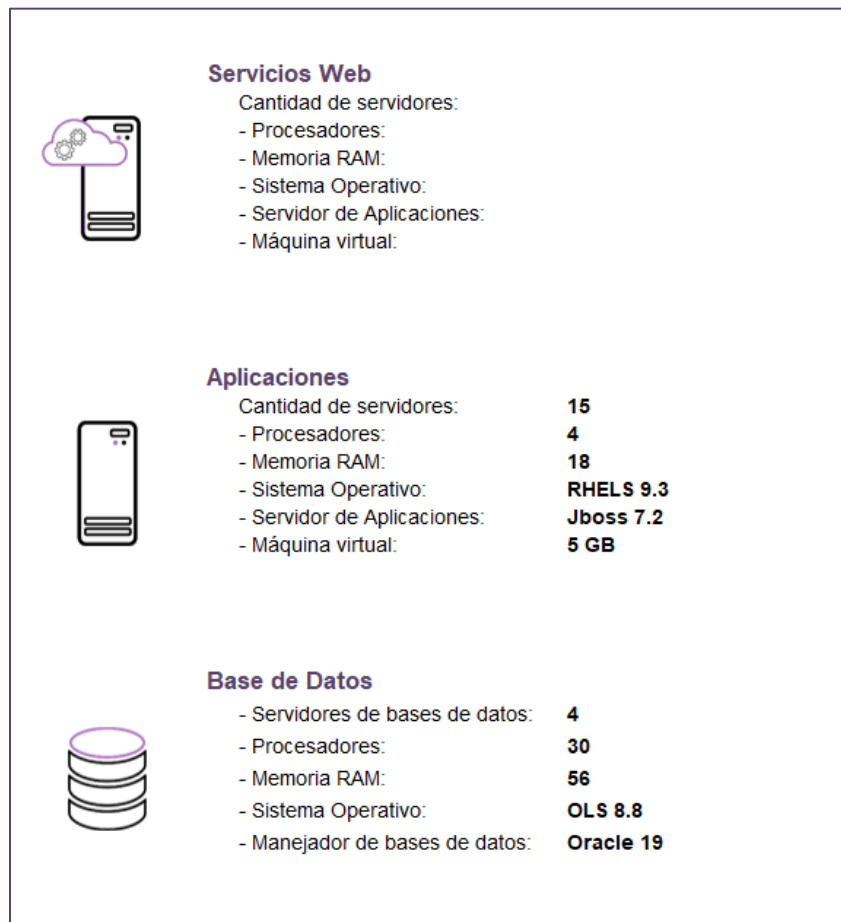 Servicios Web
Cantidad de servidores:
- Procesadores:
- Memoria RAM:
- Sistema Operativo:
- Servidor de Aplicaciones:
- Máquina virtual:
Aplicaciones
Cantidad de servidores: 15
- Procesadores: 4
- Memoria RAM: 18
- Sistema Operativo: RHELS 9.3
- Servidor de Aplicaciones: Jboss 7.2
- Máquina virtual: 5 GB
Base de Datos
- Servidores de bases de datos: 4
- Procesadores: 30
- Memoria RAM: 56
- Sistema Operativo: OLS 8.8
- Manejador de bases de datos: Oracle 19